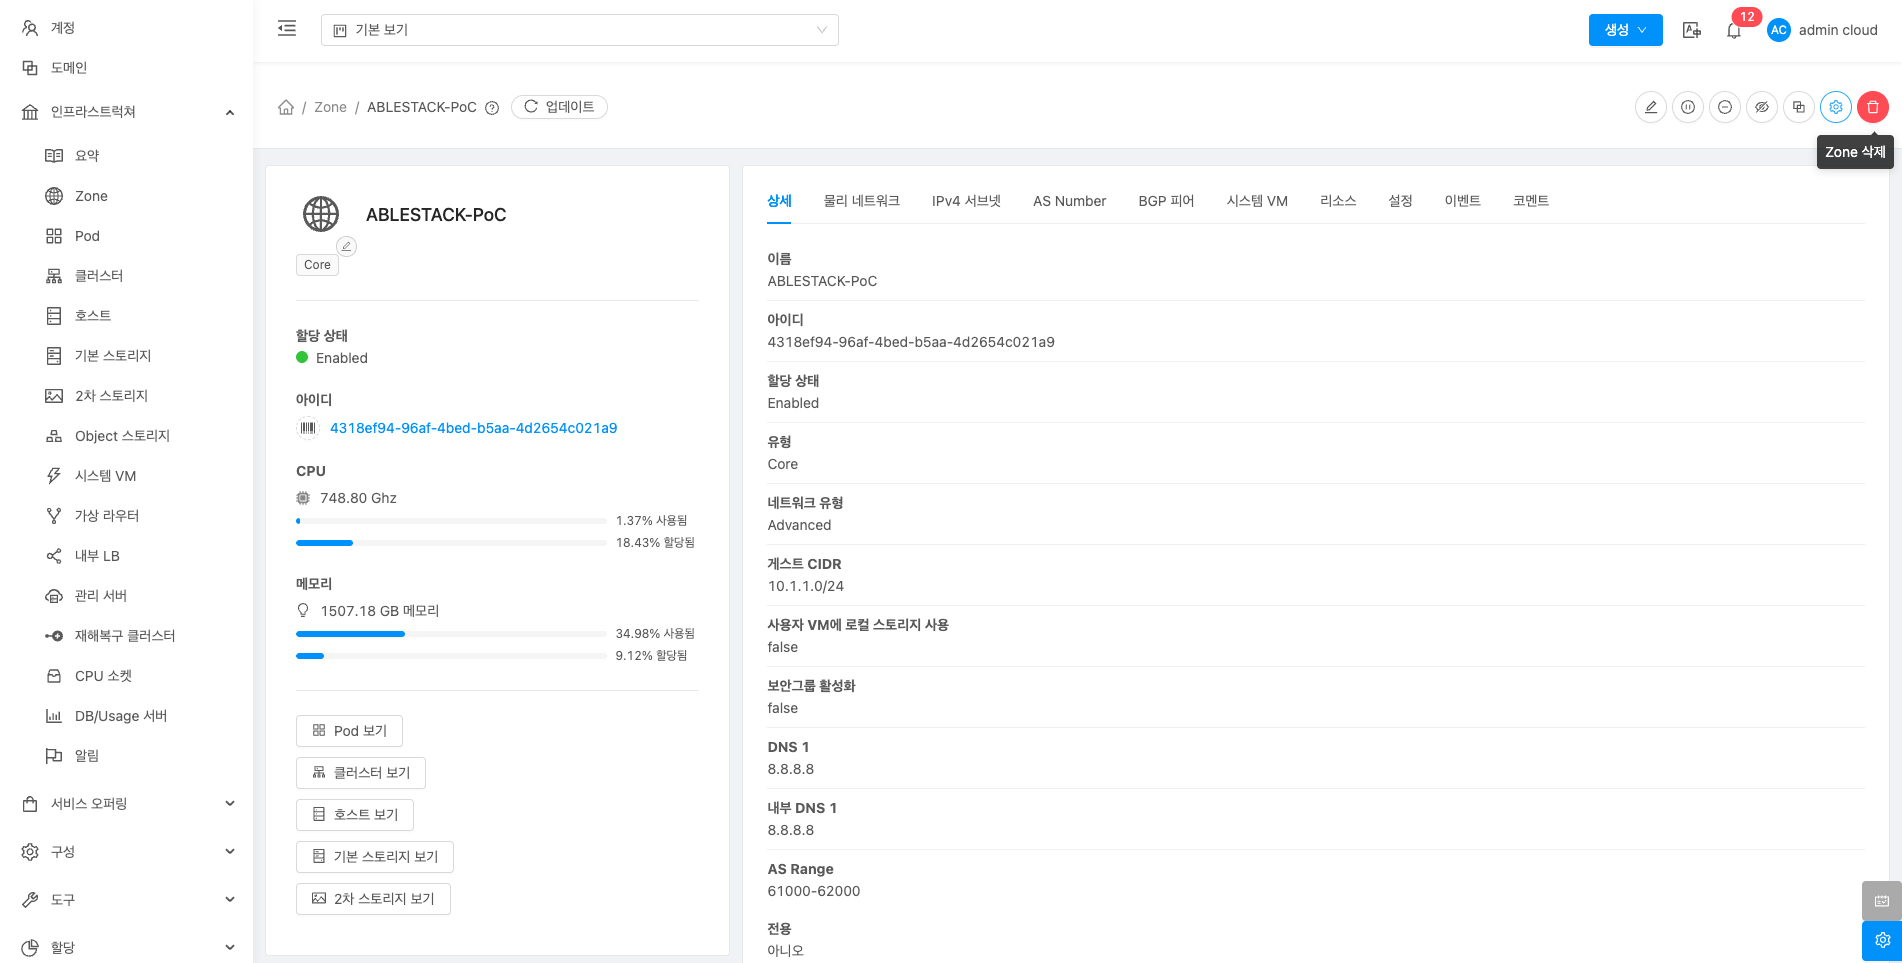 계정
도메인
인프라스트럭쳐
요약
Zone
Pod
클러스터
호스트
기본 스토리지
2차 스토리지
Object 스토리지
시스템 VM
가상 라우터
내부 LB
관리 서버
재해복구 클러스터
CPU 소켓
DB/Usage 서버
알림
서비스 오퍼링
구성
도구
할당
기본 보기
생성
12
AC
admin cloud
/ Zone / ABLESTACK-PoC
업데이트
Zone 삭제
ABLESTACK-PoC
Core
할당 상태
Enabled
아이디
4318ef94-96af-4bed-b5aa-4d2654c021a9
CPU
748.80 Ghz
1.37% 사용됨
18.43% 할당됨
메모리
1507.18 GB 메모리
34.98% 사용됨
9.12% 할당됨
Pod 보기
클러스터 보기
호스트 보기
기본 스토리지 보기
2차 스토리지 보기
상세 물리 네트워크 IPv4 서브넷 AS Number BGP 피어 시스템 VM 리소스 설정 이벤트 코멘트
이름
ABLESTACK-PoC
아이디
4318ef94-96af-4bed-b5aa-4d2654c021a9
할당 상태
Enabled
유형
Core
네트워크 유형
Advanced
게스트 CIDR
10.1.1.0/24
사용자 VM에 로컬 스토리지 사용
false
보안그룹 활성화
false
DNS 1
8.8.8.8
내부 DNS 1
8.8.8.8
AS Range
61000-62000
전용
아니오